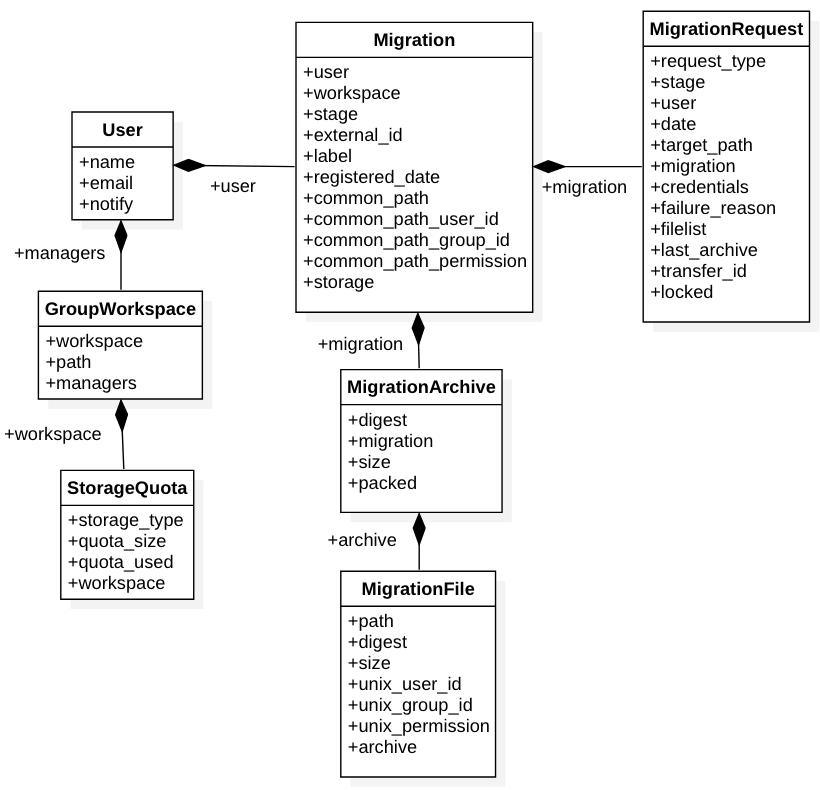 Migration
+user
+workspace
+stage
+external_id
+label
+registered_date
+common_path
+common_path_user_id
+common_path_group_id
+common_path_permission
+storage
MigrationRequest
+request_type
+stage
+user
+date
+target_path
+migration
+credentials
+failure_reason
+filelist
+last_archive
+transfer_id
+locked
User
+name
+email
+notify
+user
+migration
+managers
GroupWorkspace
+workspace
+path
+managers
+migration
MigrationArchive
+digest
+migration
+size
+packed
+workspace
StorageQuota
+storage_type
+quota_size
+quota_used
+workspace
+archive
MigrationFile
+path
+digest
+size
+unix_user_id
+unix_group_id
+unix_permission
+archive